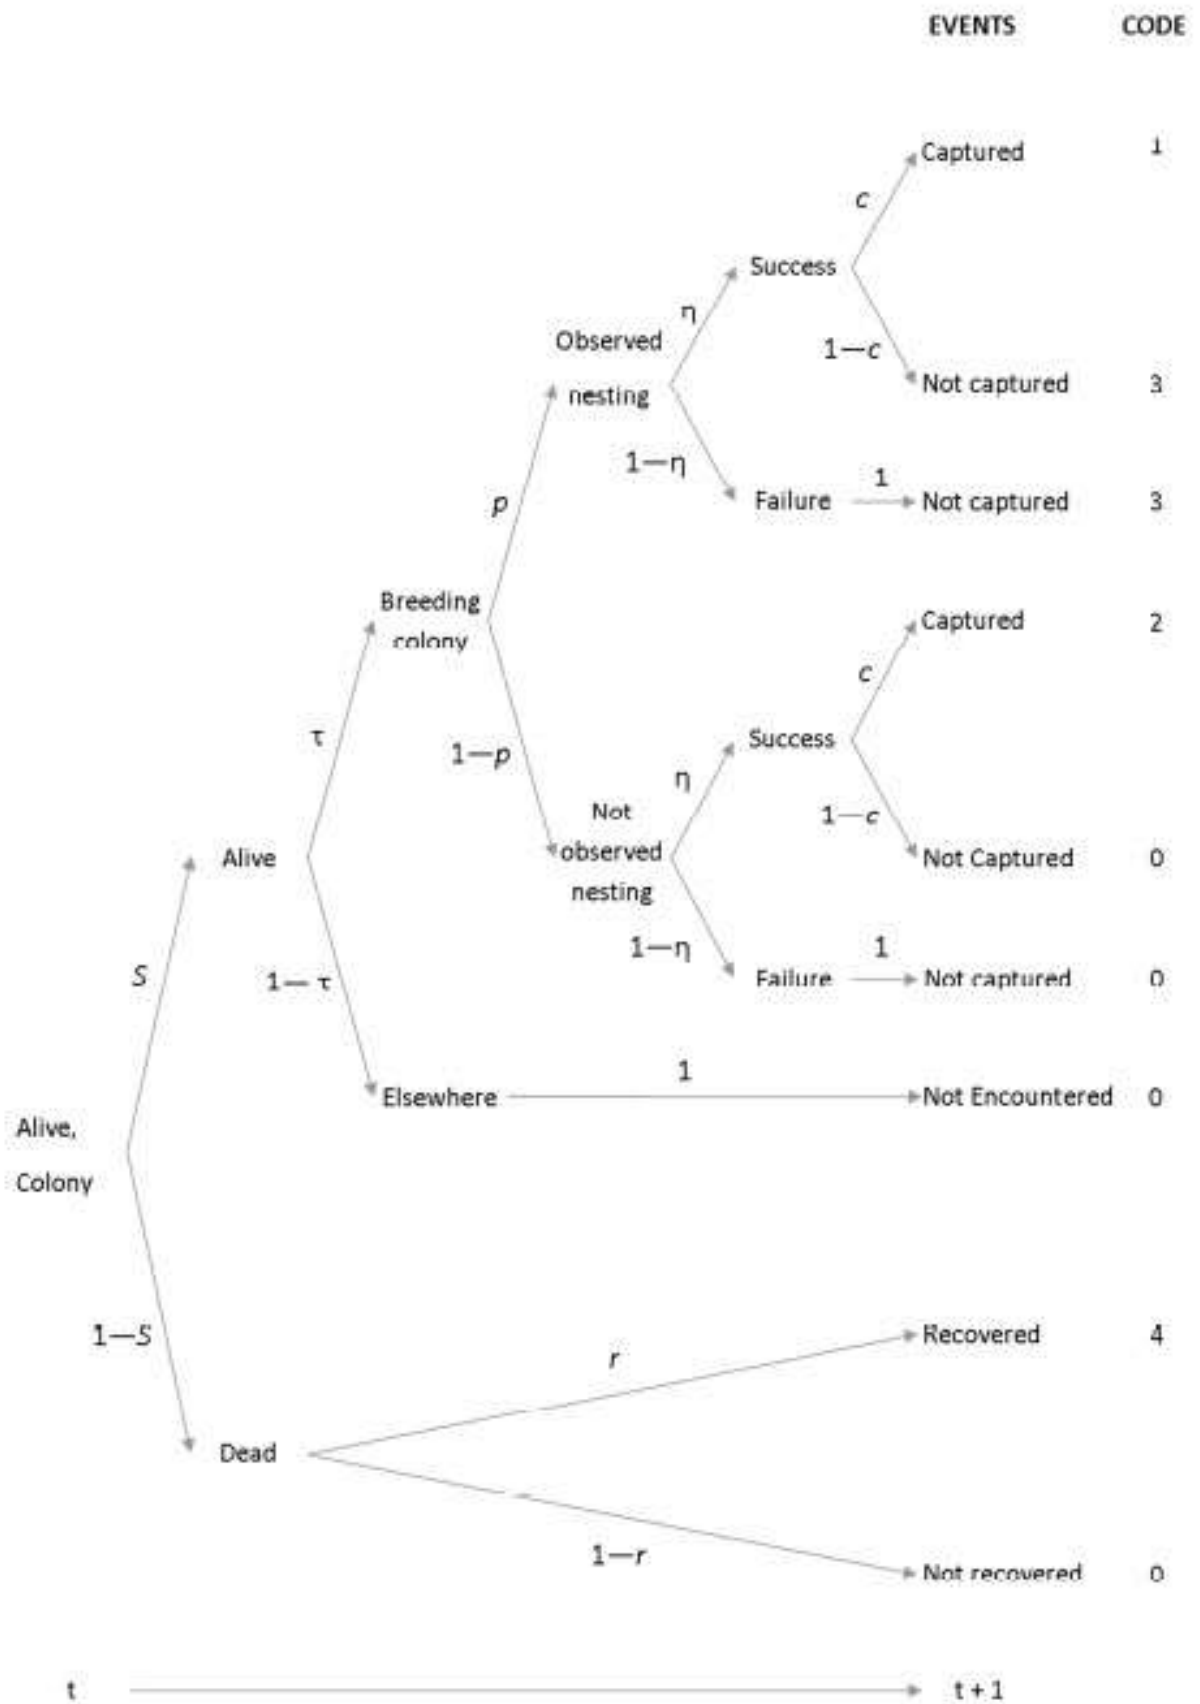 EVENTS CODE
Captured 1
c
Success
η
1—c
Observed
nesting
Not captured 3
1—η
1
Failure
Not captured 3
p
Breeding
colony
Captured 2
c
τ
Success
1—p
η
1—c
Not
observed
nesting
Alive
Not Captured 0
1—η
1
S
1— τ
Failure
Not captured 0
1
Elsewhere
Not Encountered 0
Alive,
Colony
1—S
Recovered 4
r
Dead
1—r
Not recovered 0
t t + 1